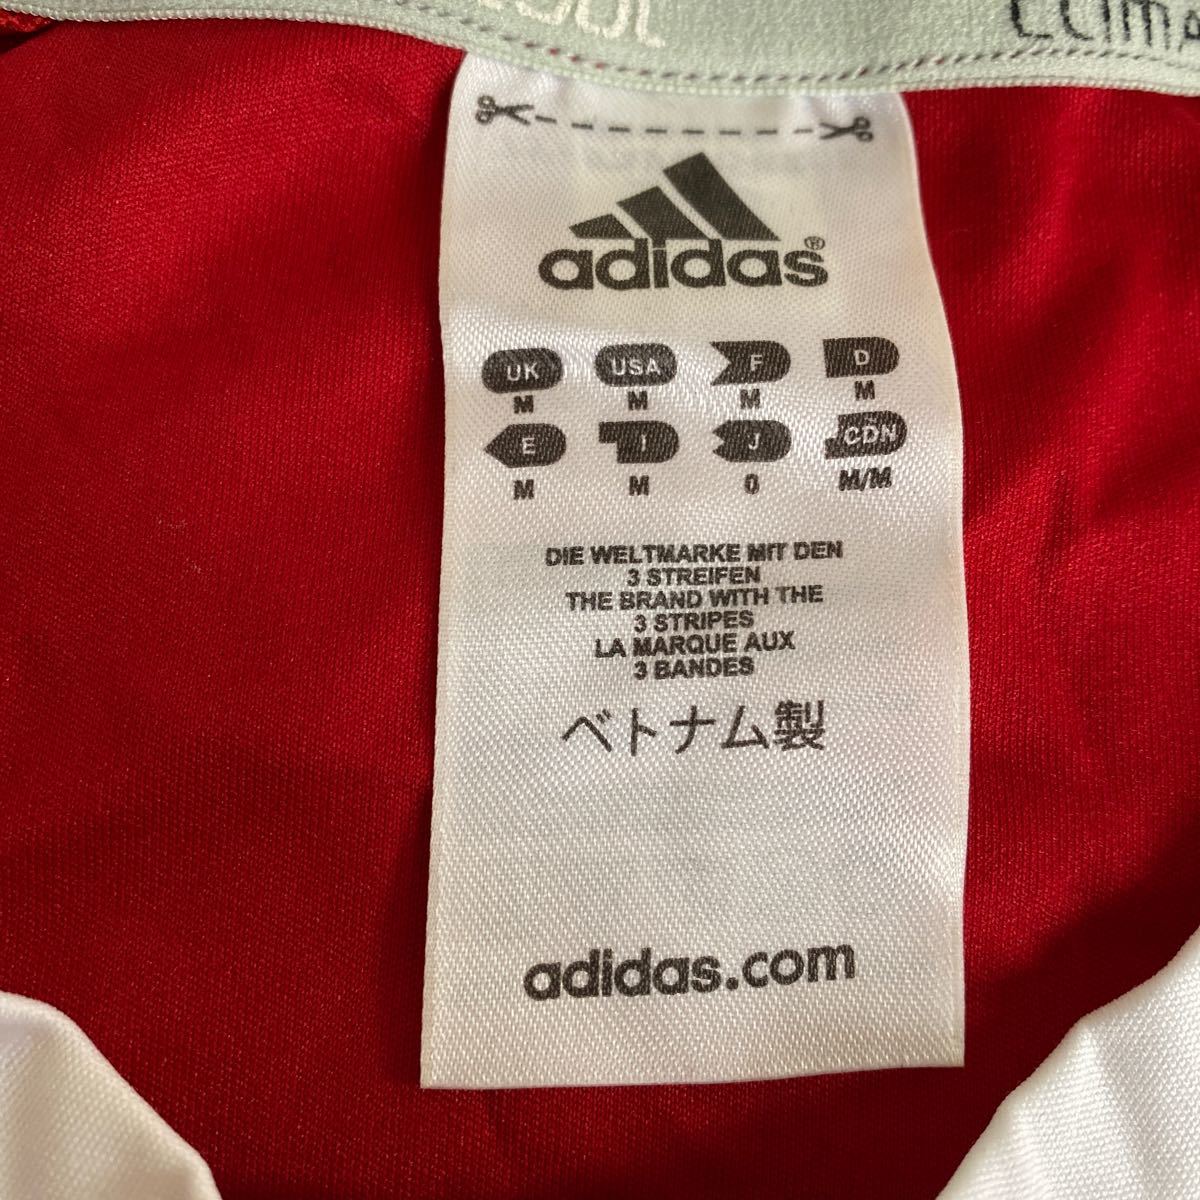 CLIMA
adidas®
UK USA F D
M M M M
E I J CDN
M M O M/M
DIE WELTMARKE MIT DEN
3 STREIFEN
THE BRAND WITH THE
3 STRIPES
LA MARQUE AUX
3 BANDES
ベトナム製
adidas.com